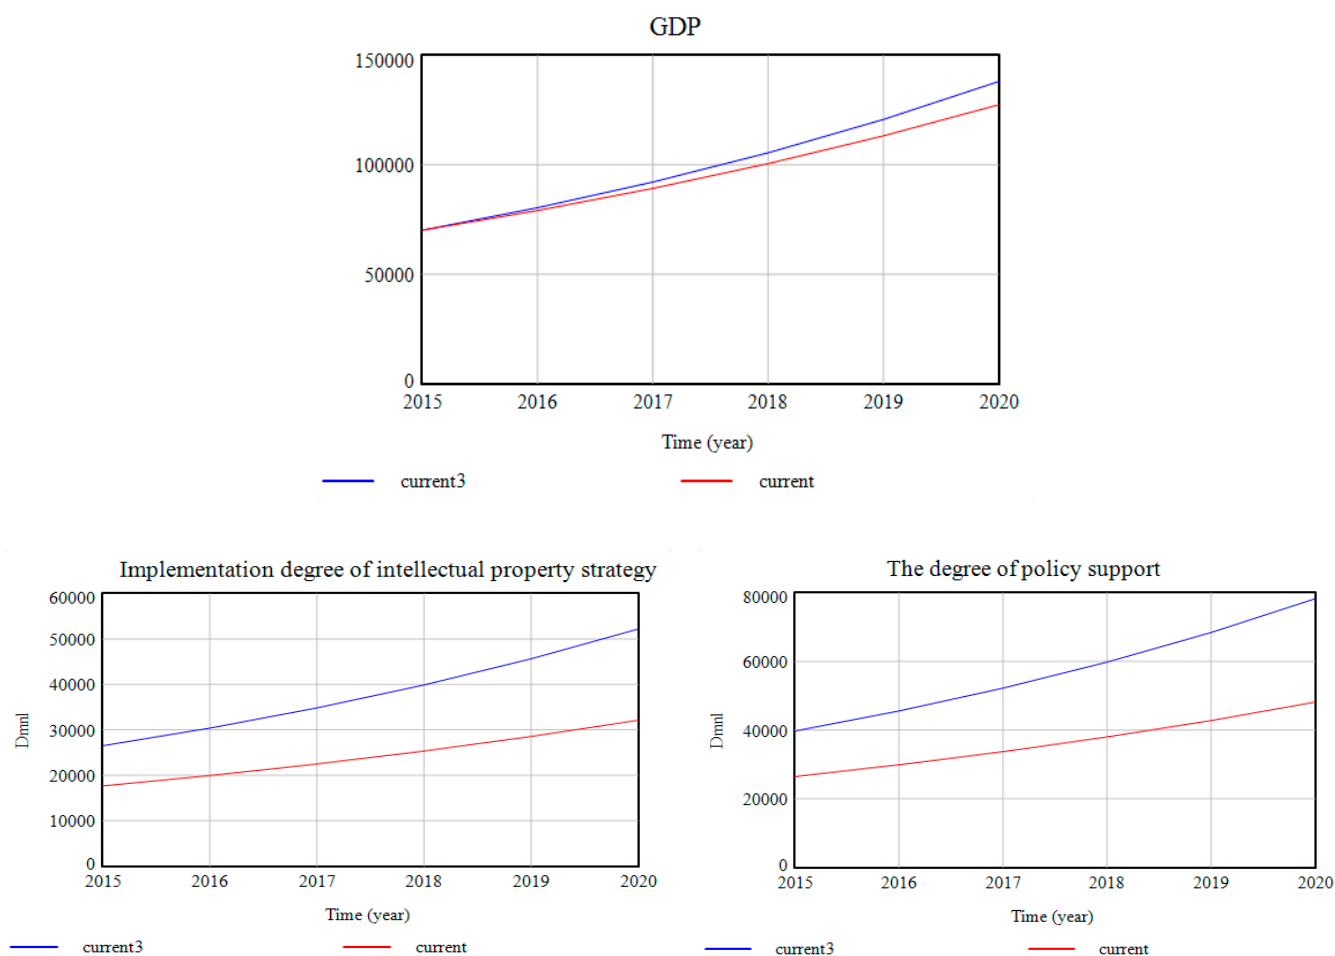 GDP
150000
100000
50000
0
2015 2016 2017 2018 2019 2020
Time (year)
current3 current
Implementation degree of intellectual property strategy
60000
50000
40000
30000
20000
10000
0
Dmnl
2015 2016 2017 2018 2019 2020
Time (year)
current3 current
The degree of policy support
80000
60000
40000
20000
0
Dmnl
2015 2016 2017 2018 2019 2020
Time (year)
current3 current